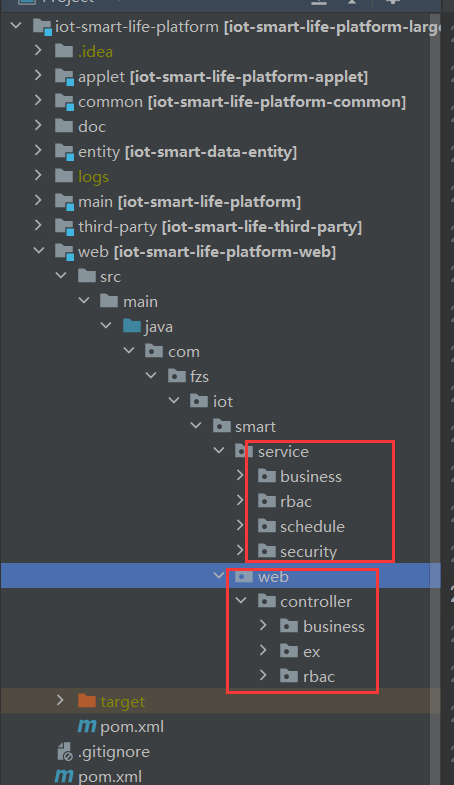 iot-smart-life-platform [iot-smart-life-platform-large
.idea
applet [iot-smart-life-platform-applet]
common [iot-smart-life-platform-common]
doc
entity [iot-smart-data-entity]
logs
main [iot-smart-life-platform]
third-party [iot-smart-life-third-party]
web [iot-smart-life-platform-web]
src
main
java
com
fzs
iot
smart
service
business
rbac
schedule
security
web
controller
business
ex
rbac
target
pom.xml
.gitignore
pom.xml